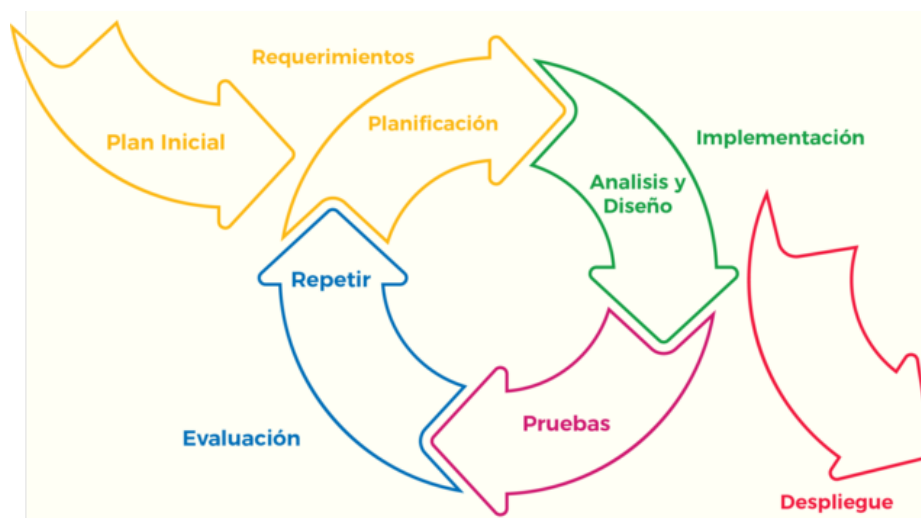 Requerimientos
Plan Inicial
Planificación
Implementación
Analisis y
Diseño
Repetir
Pruebas
Evaluación
Despliegue